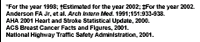 *For the year 1998; †Estimated for the year 2002; ‡For the year 2002.
Anderson FA Jr, et al. Arch Intern Med. 1991;151:933-938.
AHA 2001 Heart and Stroke Statistical Update, 2000.
ACS Breast Cancer Facts and Figures, 2001.
National Highway Traffic Safety Administration, 2001.